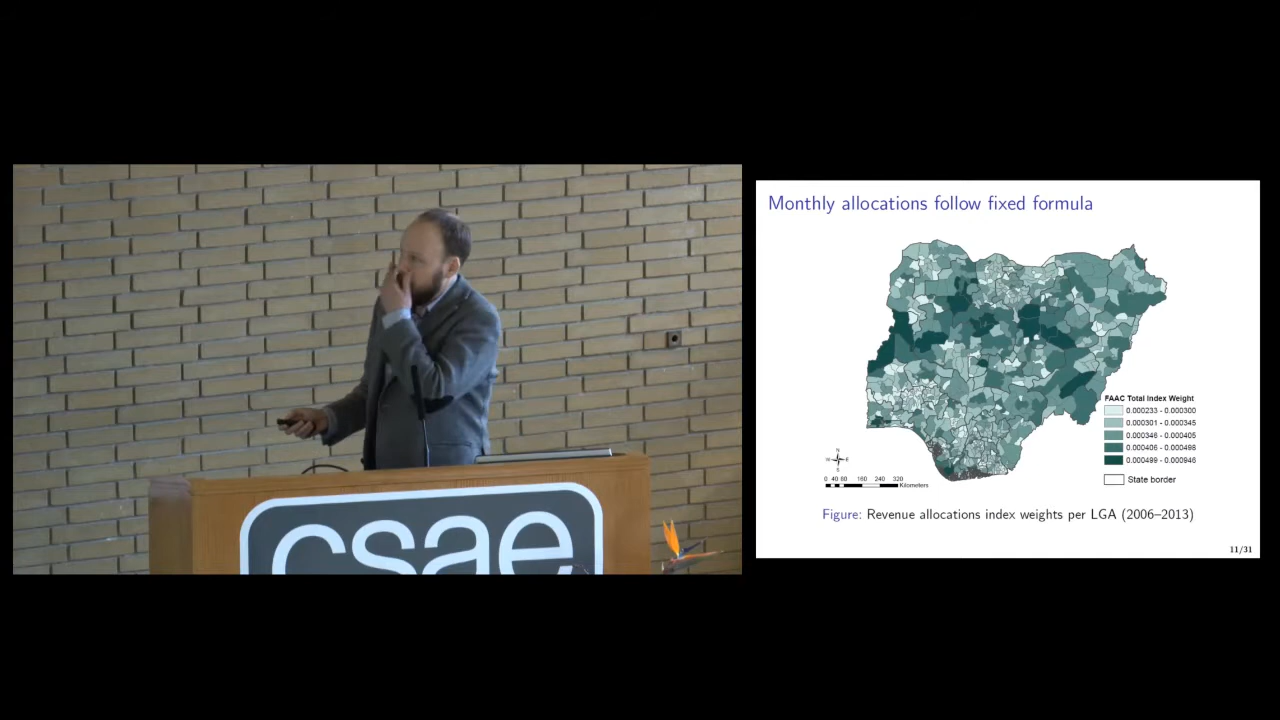 csae
Monthly allocations follow fixed formula
FAAC Total Index Weight
0.000233 - 0.000300
0.000301 - 0.000345
0.000346 - 0.000405
0.000406 - 0.000498
0.000499 - 0.000946
State border
N
W E
S
0 40 80 160 240 320
Kilometers
Figure: Revenue allocations index weights per LGA (2006–2013)
11/31